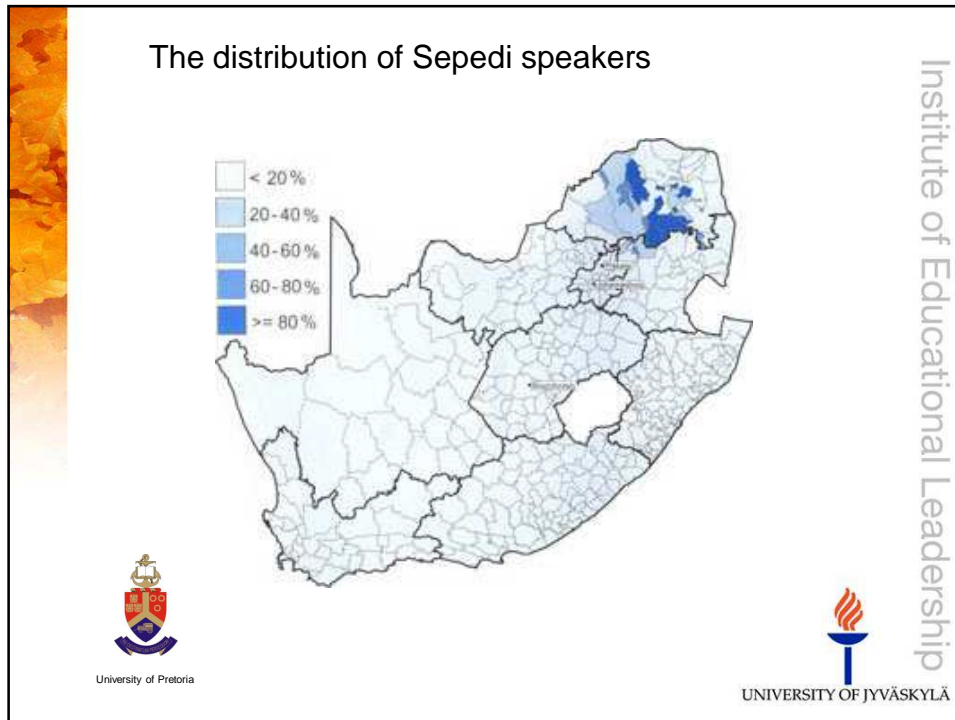 The distribution of Sepedi speakers
< 20%
20-40%
40-60%
60-80%
>= 80%
University of Pretoria
UNIVERSITY OF JYVÄSKYLÄ
Institute of Educational Leadership